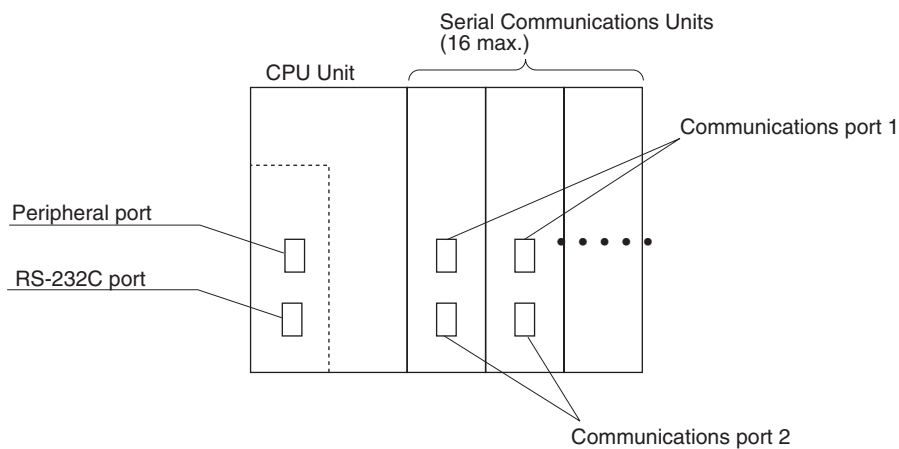 Serial Communications Units
(16 max.)
CPU Unit
Communications port 1
Peripheral port
RS-232C port
Communications port 2